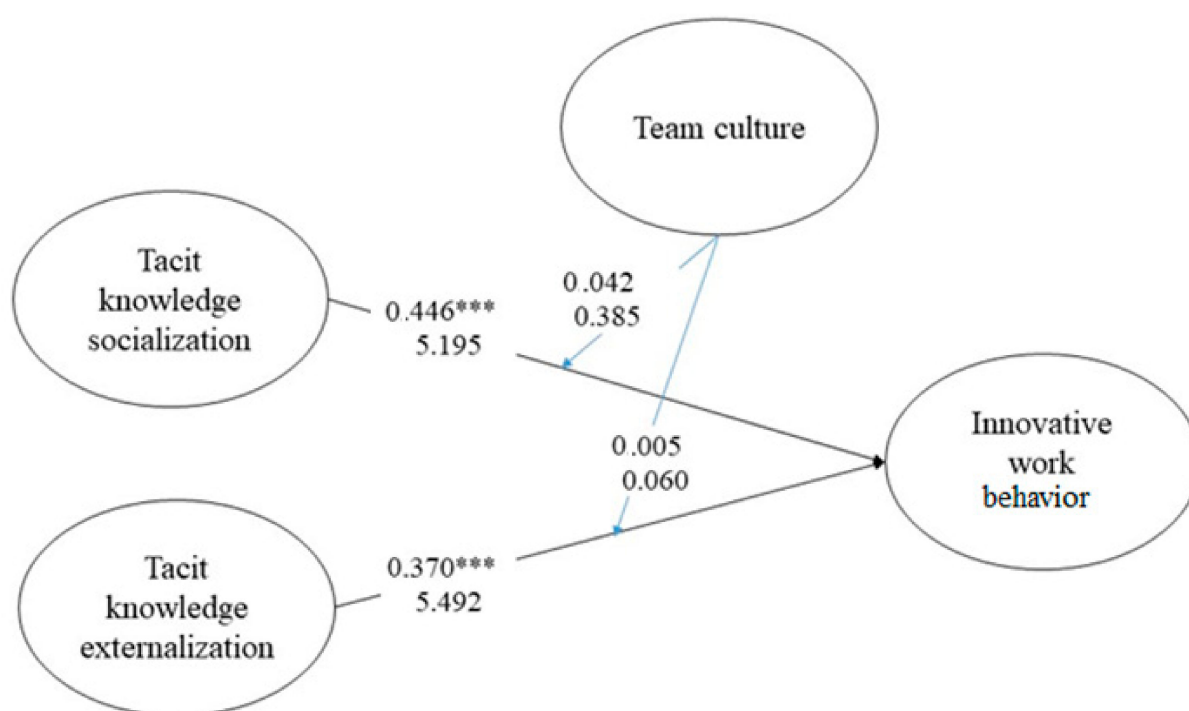 Team culture
Tacit
knowledge
socialization
0.446***
5.195
0.042
0.385
Innovative
work
behavior
0.005
0.060
Tacit
knowledge
externalization
0.370***
5.492